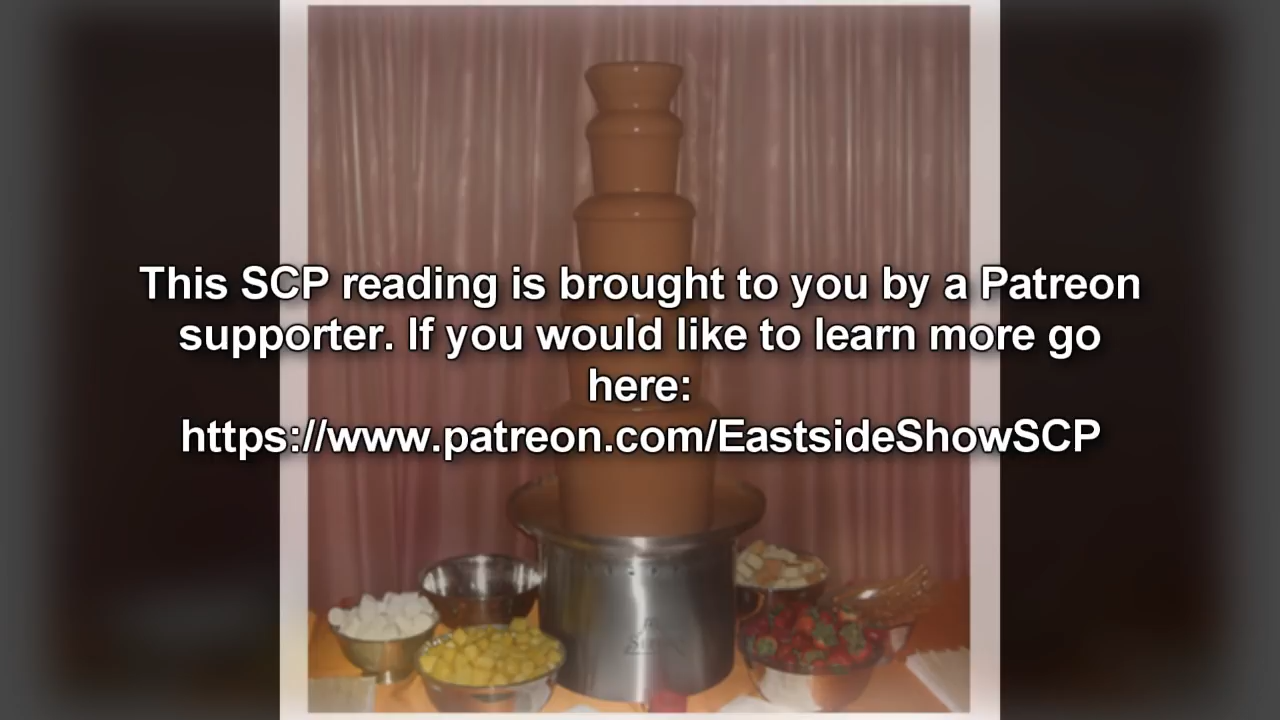 This SCP reading is brought to you by a Patreon
supporter. If you would like to learn more go
here:
https://www.patreon.com/EastsideShowSCP